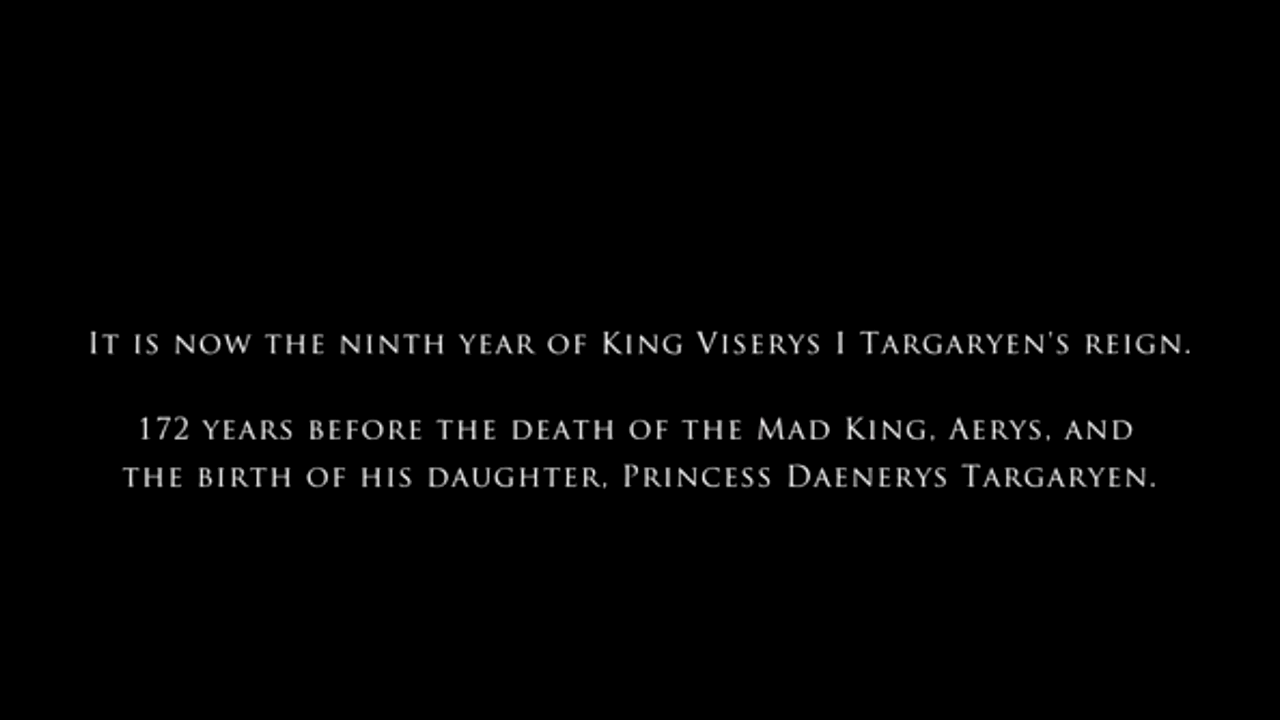 It is now the ninth year of King Viserys I Targaryen's reign.
172 years before the death of the Mad King, Aerys, and
the birth of his daughter, Princess Daenerys Targaryen.